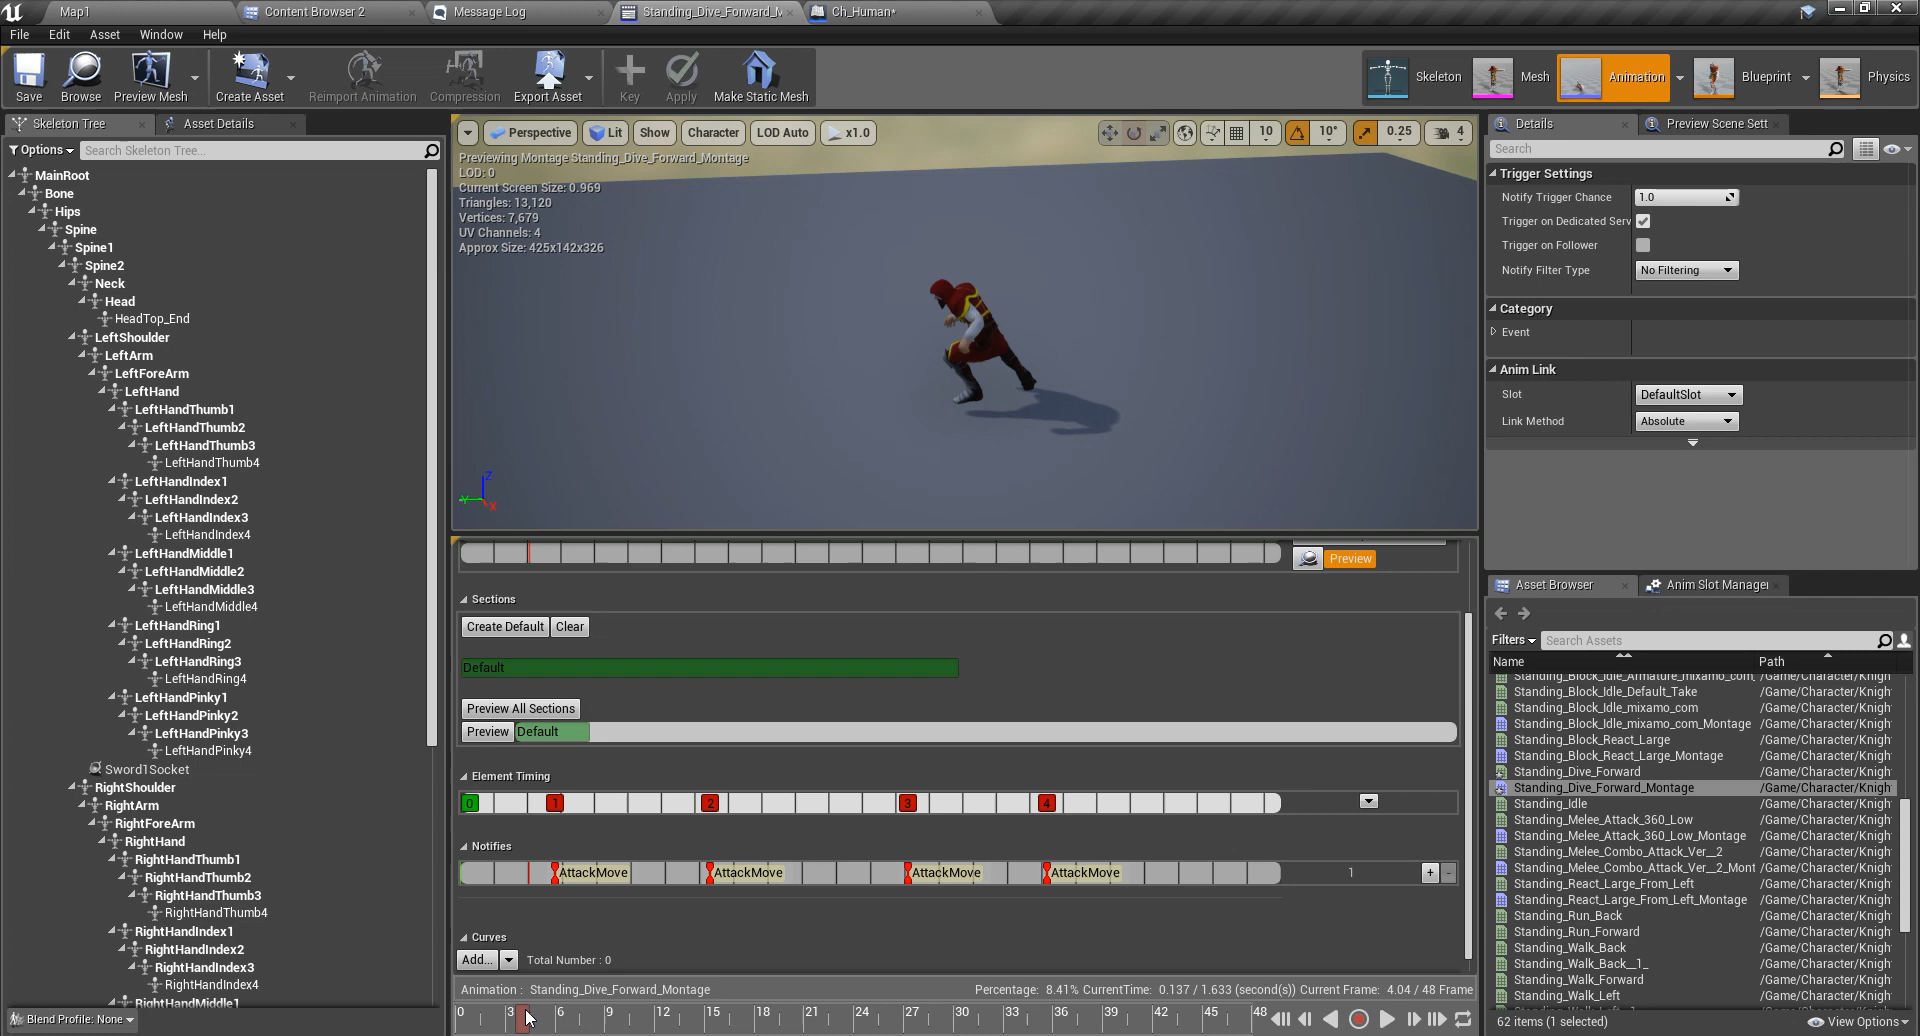 Map1
Content Browser 2
Message Log
Standing_Dive_Forward_M
Ch_Human*
File Edit Asset Window Help
Save
Browse
Preview Mesh
Create Asset
Reimport Animation
Compression
Export Asset
Key
Apply
Make Static Mesh
Skeleton
Mesh
Animation
Blueprint
Physics
Skeleton Tree
Asset Details
Options
Search Skeleton Tree...
MainRoot
Bone
Hips
Spine
Spine1
Spine2
Neck
Head
HeadTop_End
LeftShoulder
LeftArm
LeftForeArm
LeftHand
LeftHandThumb1
LeftHandThumb2
LeftHandThumb3
LeftHandThumb4
LeftHandIndex1
LeftHandIndex2
LeftHandIndex3
LeftHandIndex4
LeftHandMiddle1
LeftHandMiddle2
LeftHandMiddle3
LeftHandMiddle4
LeftHandRing1
LeftHandRing2
LeftHandRing3
LeftHandRing4
LeftHandPinky1
LeftHandPinky2
LeftHandPinky3
LeftHandPinky4
Sword1Socket
RightShoulder
RightArm
RightForeArm
RightHand
RightHandThumb1
RightHandThumb2
RightHandThumb3
RightHandThumb4
RightHandIndex1
RightHandIndex2
RightHandIndex3
RightHandIndex4
RightHandMiddle1
Blend Profile: None
Perspective
Lit
Show
Character
LOD Auto
x1.0
10
10°
0.25
4
Previewing Montage Standing_Dive_Forward_Montage
LOD: 0
Current Screen Size: 0.969
Triangles: 13,120
Vertices: 7,679
UV Channels: 4
Approx Size: 425x142x326
Z
Y
X
Preview
Sections
Create Default
Clear
Default
Preview All Sections
Preview
Default
Element Timing
0 1 2 3 4
Notifies
AttackMove AttackMove AttackMove AttackMove
1
+ -
Curves
Add...
Total Number : 0
Animation : Standing_Dive_Forward_Montage
Percentage: 8.41% CurrentTime: 0.137 / 1.633 (second(s)) Current Frame: 4.04 / 48 Frame
0 3 6 9 12 15 18 21 24 27 30 33 36 39 42 45 48
Details
Preview Scene Sett
Search
Trigger Settings
Notify Trigger Chance
1.0
Trigger on Dedicated Serv
Trigger on Follower
Notify Filter Type
No Filtering
Category
Event
Anim Link
Slot
DefaultSlot
Link Method
Absolute
Asset Browser
Anim Slot Manager
Filters
Search Assets
Name Path
Standing_Block_Idle_Armature_mixamo_com_ /Game/Character/Knigh
Standing_Block_Idle_Default_Take /Game/Character/Knigh
Standing_Block_Idle_mixamo_com /Game/Character/Knigh
Standing_Block_Idle_mixamo_com_Montage /Game/Character/Knigh
Standing_Block_React_Large /Game/Character/Knigh
Standing_Block_React_Large_Montage /Game/Character/Knigh
Standing_Dive_Forward /Game/Character/Knigh
Standing_Dive_Forward_Montage /Game/Character/Knigh
Standing_Idle /Game/Character/Knigh
Standing_Melee_Attack_360_Low /Game/Character/Knigh
Standing_Melee_Attack_360_Low_Montage /Game/Character/Knigh
Standing_Melee_Combo_Attack_Ver__2 /Game/Character/Knigh
Standing_Melee_Combo_Attack_Ver__2_Mont /Game/Character/Knigh
Standing_React_Large_From_Left /Game/Character/Knigh
Standing_React_Large_From_Left_Montage /Game/Character/Knigh
Standing_Run_Back /Game/Character/Knigh
Standing_Run_Forward /Game/Character/Knigh
Standing_Walk_Back /Game/Character/Knigh
Standing_Walk_Back__1_ /Game/Character/Knigh
Standing_Walk_Forward /Game/Character/Knigh
Standing_Walk_Left /Game/Character/Knigh
62 items (1 selected)
View Options